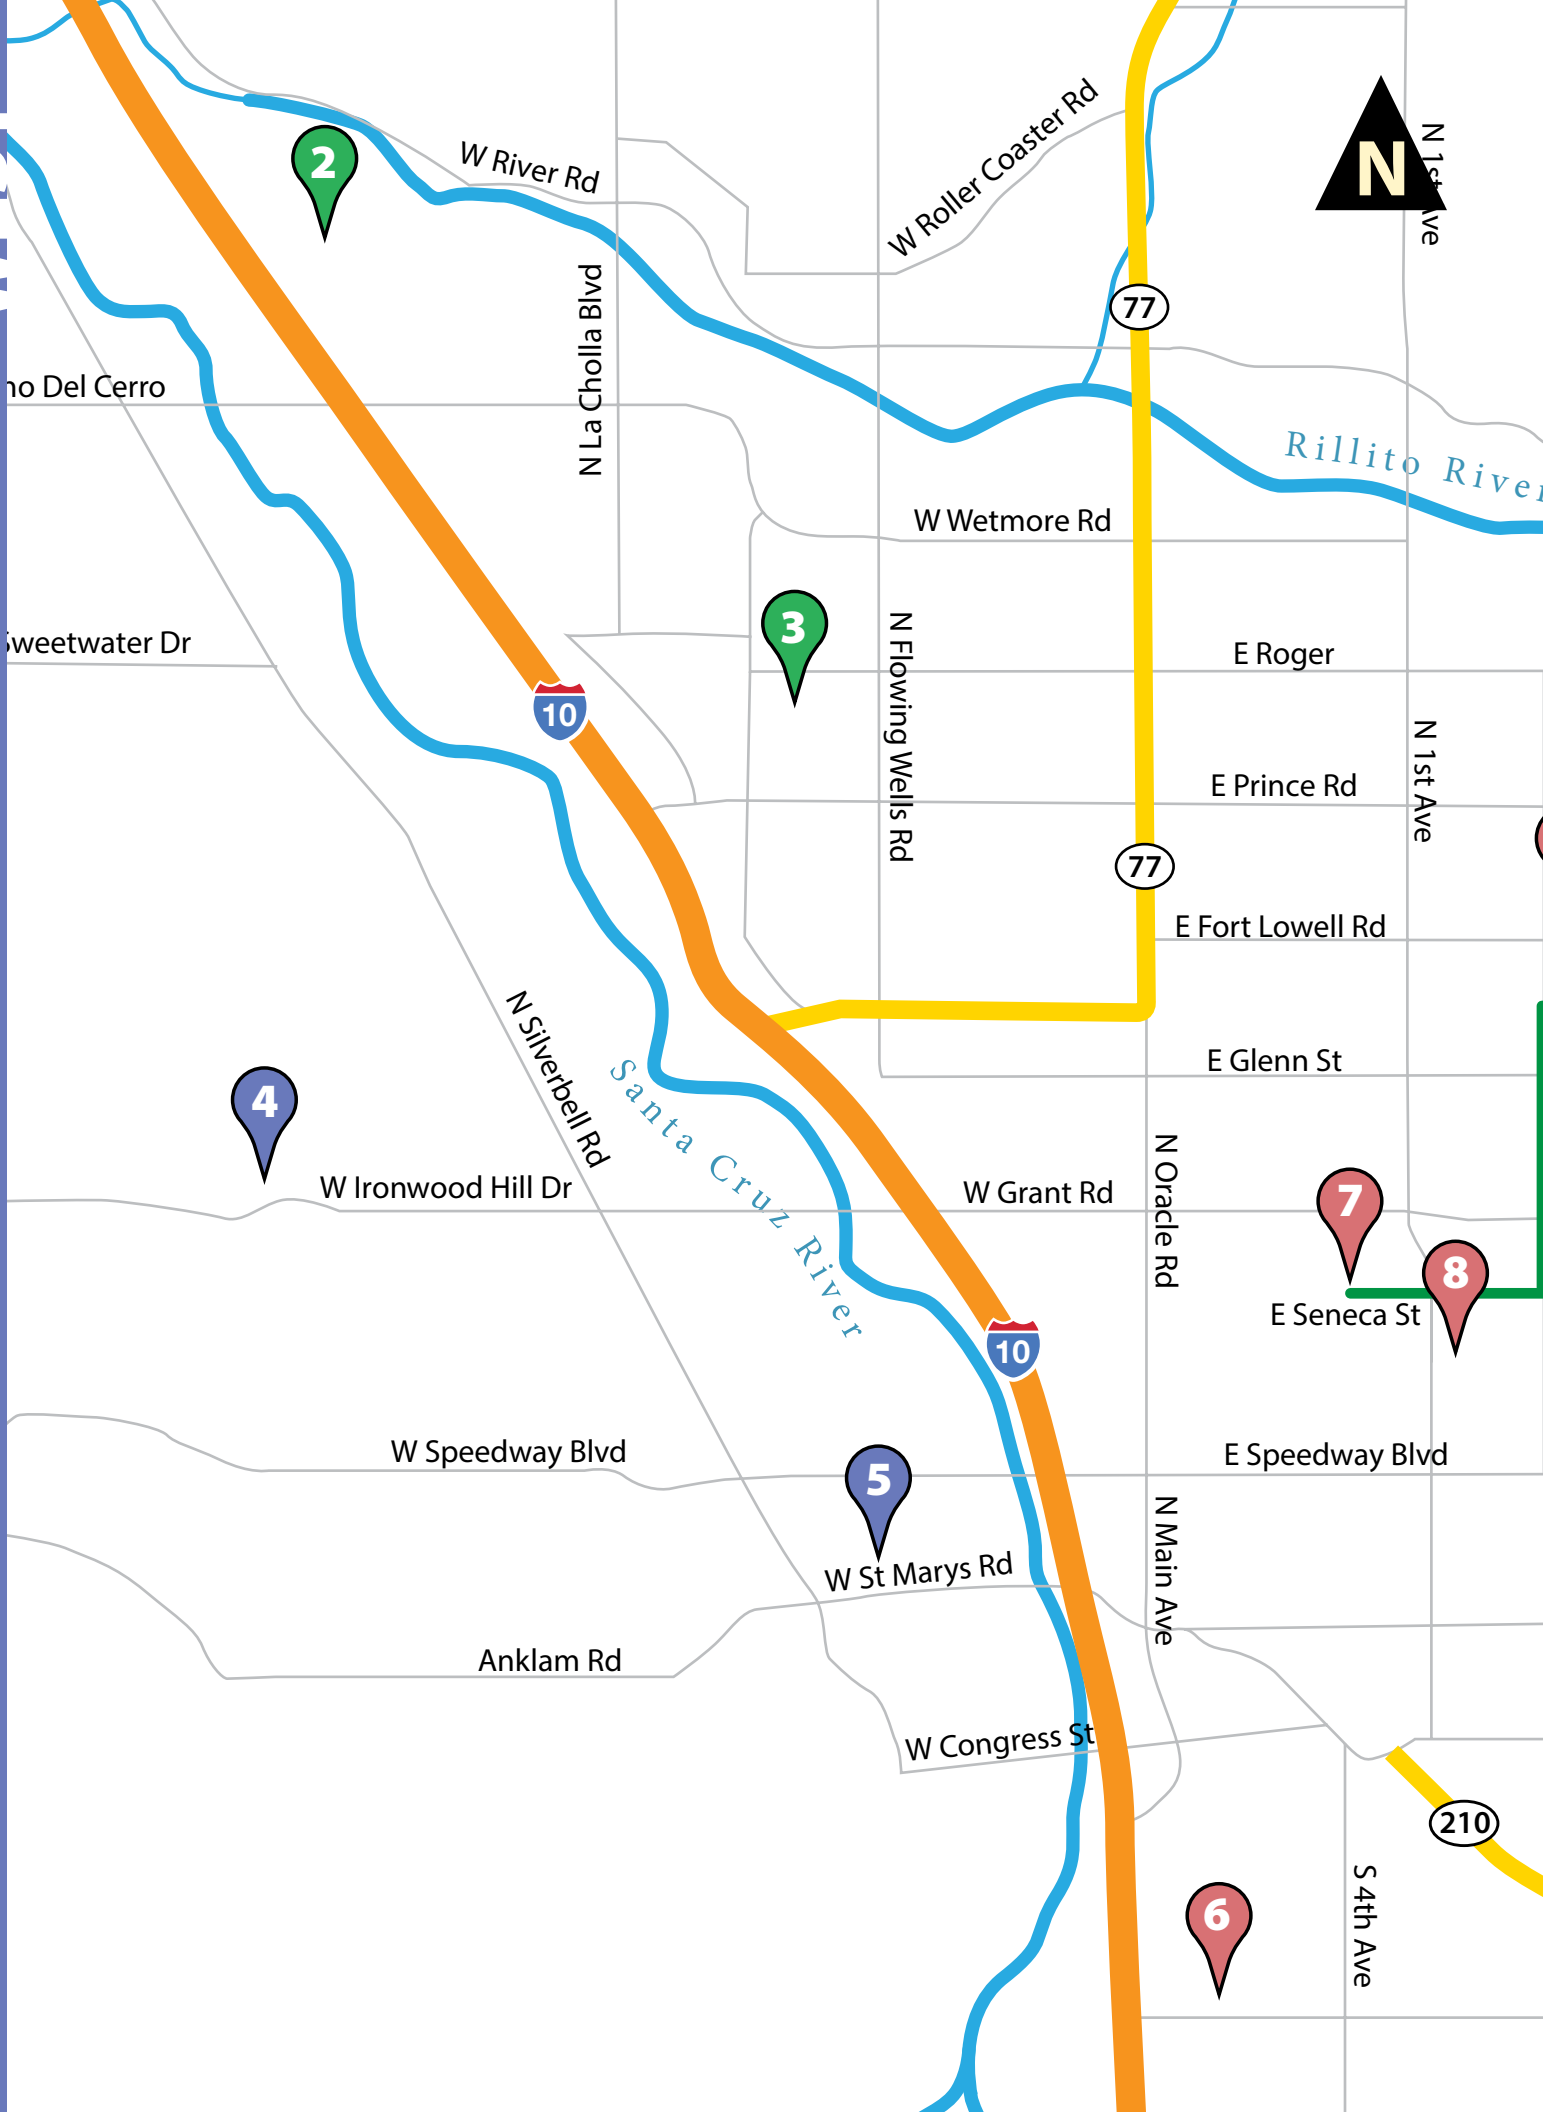 N 1st Ave
N
2
W River Rd
W Roller Coaster Rd
77
N La Cholla Blvd
Del Cerro
Rillito River
W Wetmore Rd
3
N Flowing Wells Rd
Sweetwater Dr
E Roger
10
N 1st Ave
E Prince Rd
77
E Fort Lowell Rd
N Silverbell Rd
Santa Cruz River
E Glenn St
4
N Oracle Rd
W Ironwood Hill Dr
W Grant Rd
7
8
E Seneca St
10
W Speedway Blvd
5
E Speedway Blvd
N Main Ave
W St Marys Rd
Anklam Rd
W Congress St
210
S 4th Ave
6